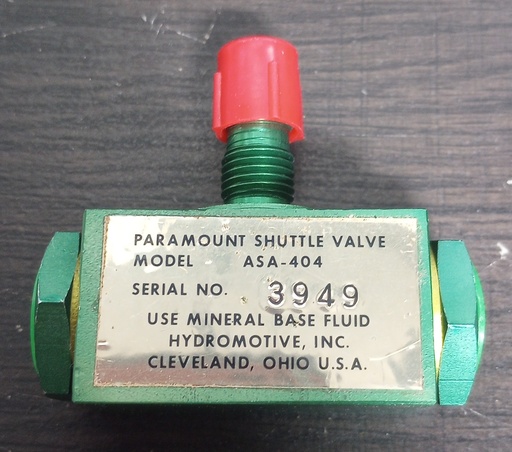 PARAMOUNT SHUTTLE VALVE
MODEL ASA-404
SERIAL NO. 3949
USE MINERAL BASE FLUID
HYDROMOTIVE, INC.
CLEVELAND, OHIO U.S.A.